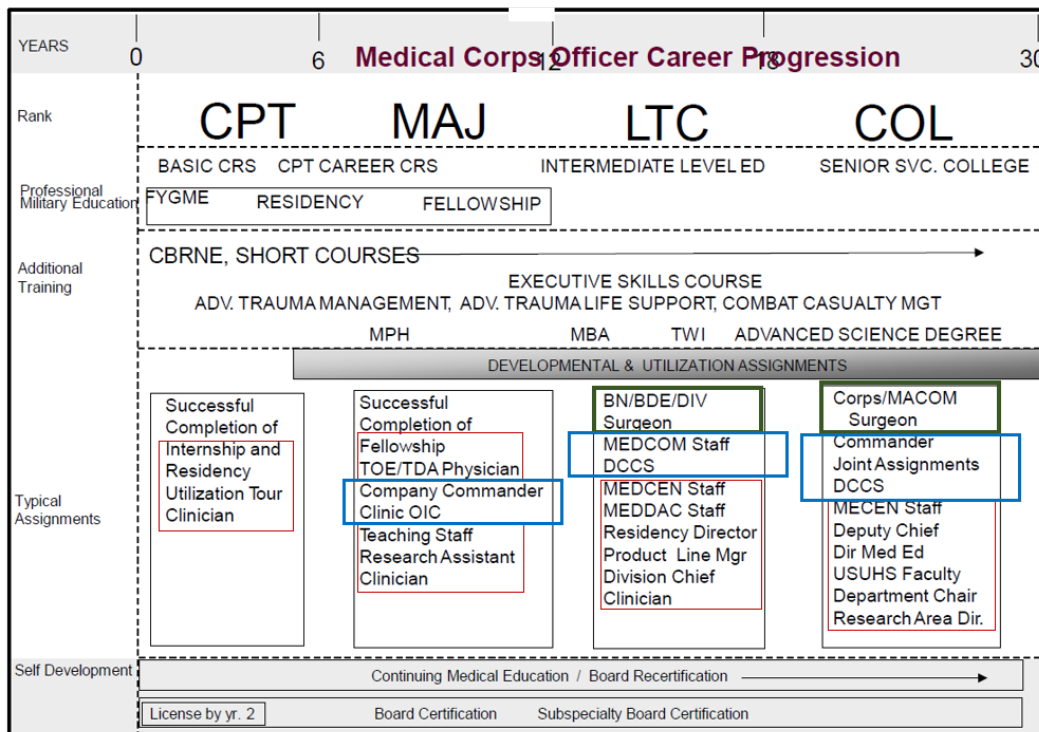 YEARS
0 6 12 18 30
Medical Corps Officer Career Progression
Rank
CPT MAJ LTC COL
BASIC CRS CPT CAREER CRS INTERMEDIATE LEVEL ED SENIOR SVC. COLLEGE
Professional
Military Education
FYGME RESIDENCY FELLOWSHIP
Additional
Training
CBRNE, SHORT COURSES
EXECUTIVE SKILLS COURSE
ADV. TRAUMA MANAGEMENT, ADV. TRAUMA LIFE SUPPORT, COMBAT CASUALTY MGT
MPH MBA TWI ADVANCED SCIENCE DEGREE
DEVELOPMENTAL & UTILIZATION ASSIGNMENTS
Typical
Assignments
Successful
Completion of
Internship and
Residency
Utilization Tour
Clinician
Successful
Completion of
Fellowship
TOE/TDA Physician
Company Commander
Clinic OIC
Teaching Staff
Research Assistant
Clinician
BN/BDE/DIV
Surgeon
MEDCOM Staff
DCCS
MEDCEN Staff
MEDDAC Staff
Residency Director
Product Line Mgr
Division Chief
Clinician
Corps/MACOM
Surgeon
Commander
Joint Assignments
DCCS
MECEN Staff
Deputy Chief
Dir Med Ed
USUHS Faculty
Department Chair
Research Area Dir.
Self Development
Continuing Medical Education / Board Recertification
License by yr. 2 Board Certification Subspecialty Board Certification